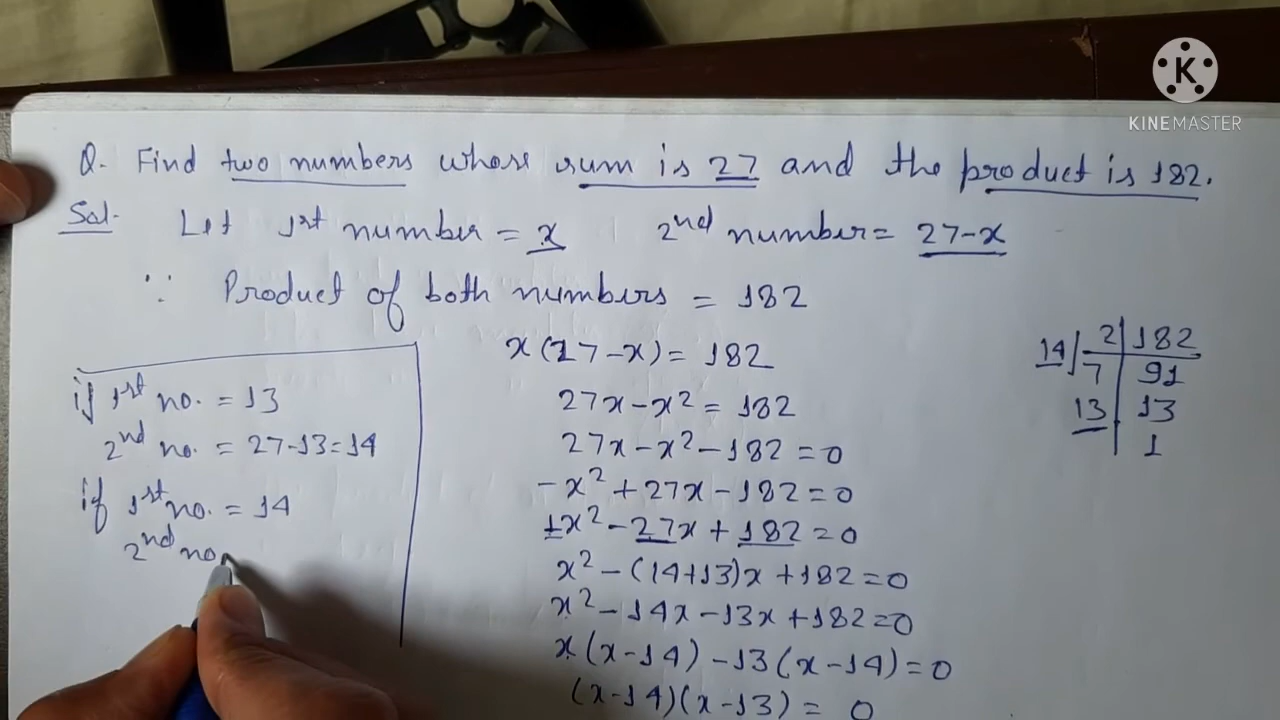 KINEMASTER
Q. Find two numbers whose sum is 27 and the product is 182.
Sol. Let 1st number = x 2nd number = 27-x
∵ Product of both numbers = 182
x(27-x) = 182
27x-x² = 182
27x-x²-182=0
-x²+27x-182=0
1x²-27x+182=0
x²-(14+13)x+182=0
x²-14x-13x+182=0
x(x-14)-13(x-14)=0
(x-14)(x-13) = 0
if 1st no. = 13
2nd no. = 27-13=14
if 1st no. = 14
2nd no.
14 2 | 182
7 | 91
13 13
1